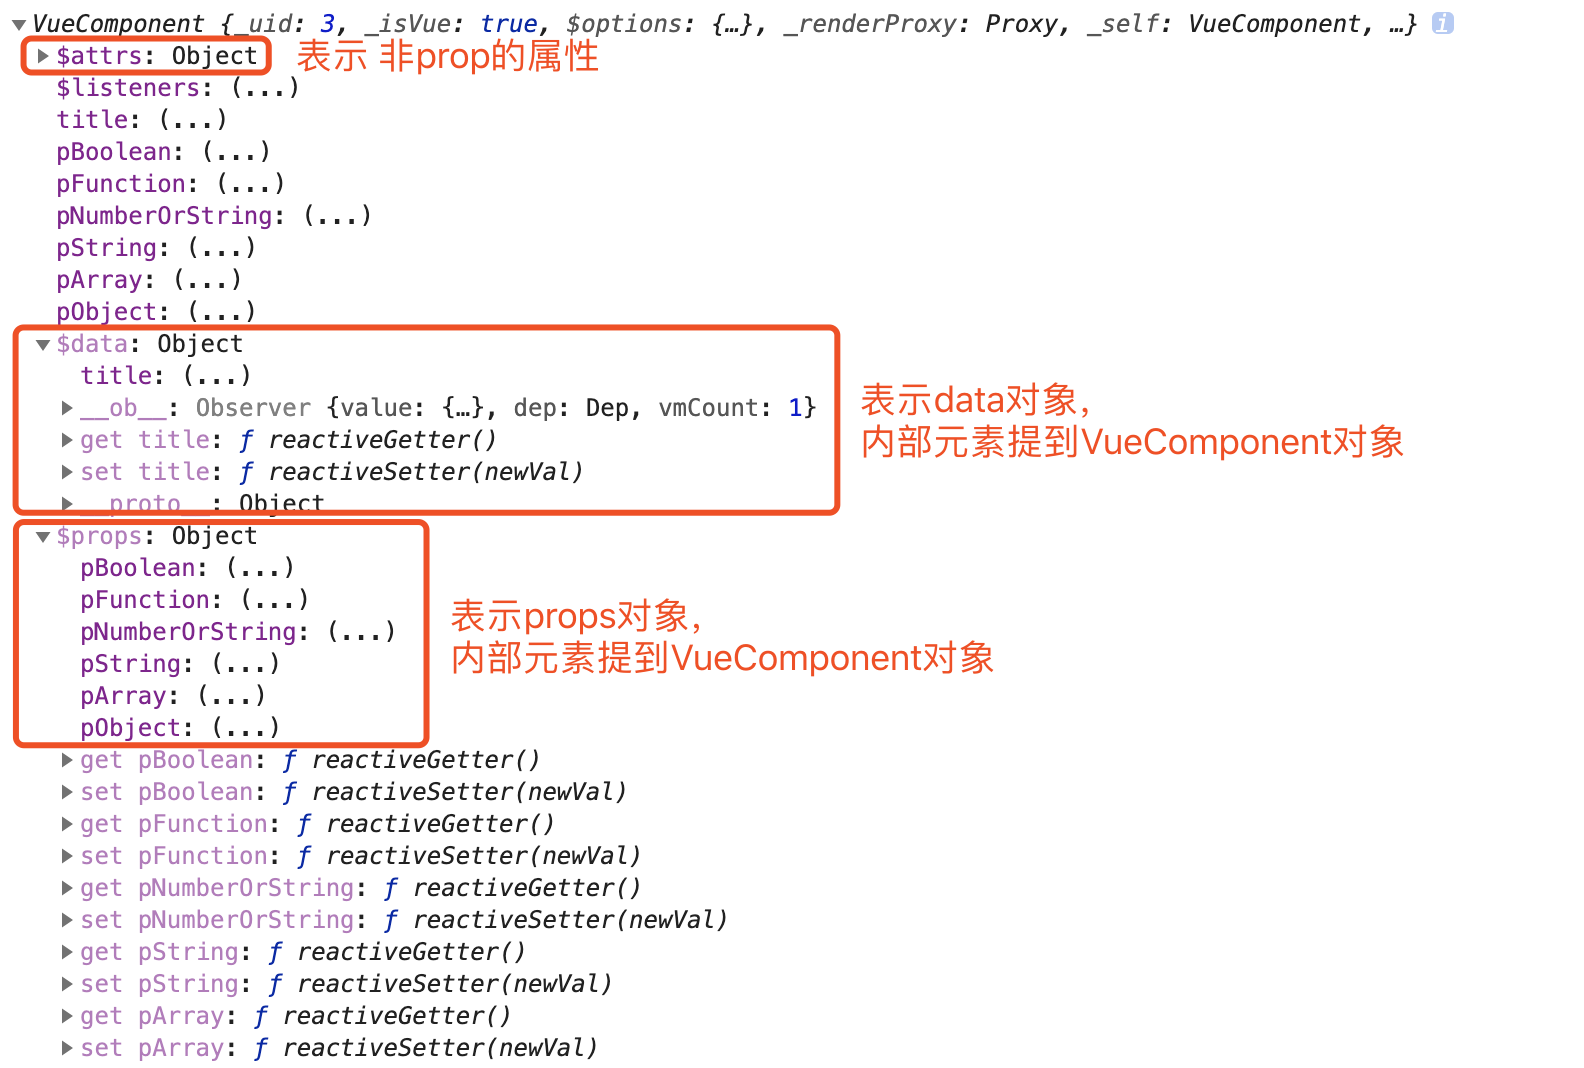 VueComponent {_uid: 3, _isVue: true, $options: {…}, _renderProxy: Proxy, _self: VueComponent, …} i
$attrs: Object 表示 非prop的属性
$listeners: (...)
title: (...)
pBoolean: (...)
pFunction: (...)
pNumberOrString: (...)
pString: (...)
pArray: (...)
pObject: (...)
$data: Object
title: (...)
__ob__: Observer {value: {…}, dep: Dep, vmCount: 1}
get title: ƒ reactiveGetter()
set title: ƒ reactiveSetter(newVal)
__proto__: Object
表示data对象，
内部元素提到VueComponent对象
$props: Object
pBoolean: (...)
pFunction: (...)
pNumberOrString: (...)
pString: (...)
pArray: (...)
pObject: (...)
表示props对象，
内部元素提到VueComponent对象
get pBoolean: ƒ reactiveGetter()
set pBoolean: ƒ reactiveSetter(newVal)
get pFunction: ƒ reactiveGetter()
set pFunction: ƒ reactiveSetter(newVal)
get pNumberOrString: ƒ reactiveGetter()
set pNumberOrString: ƒ reactiveSetter(newVal)
get pString: ƒ reactiveGetter()
set pString: ƒ reactiveSetter(newVal)
get pArray: ƒ reactiveGetter()
set pArray: ƒ reactiveSetter(newVal)